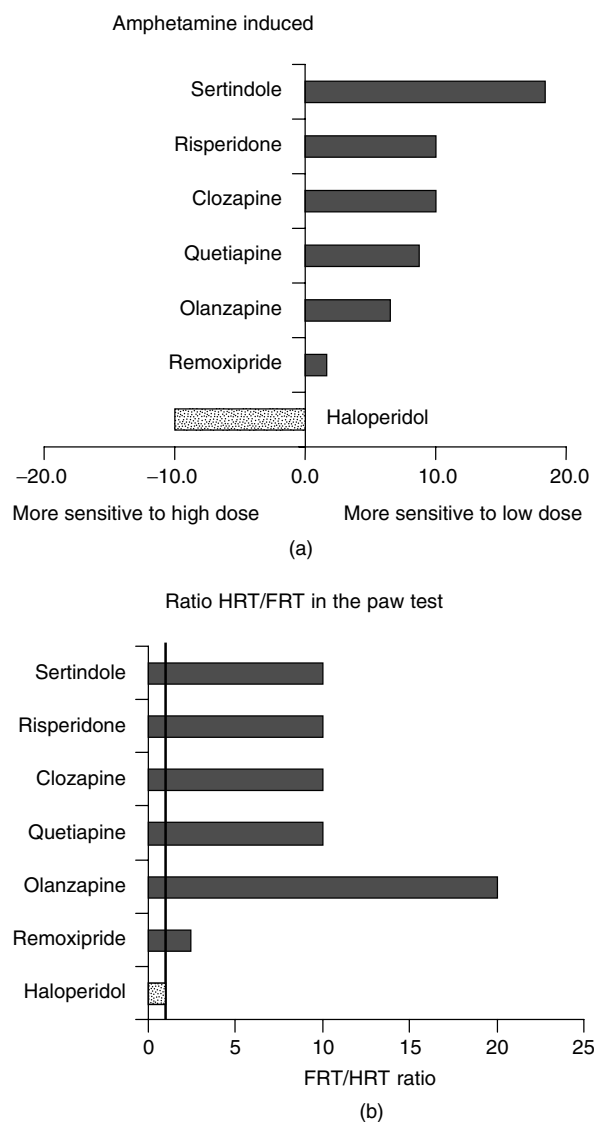 Amphetamine induced
Sertindole
Risperidone
Clozapine
Quetiapine
Olanzapine
Remoxipride
Haloperidol
−20.0 −10.0 0.0 10.0 20.0
More sensitive to high dose More sensitive to low dose
(a)
Ratio HRT/FRT in the paw test
Sertindole
Risperidone
Clozapine
Quetiapine
Olanzapine
Remoxipride
Haloperidol
0 5 10 15 20 25
FRT/HRT ratio
(b)